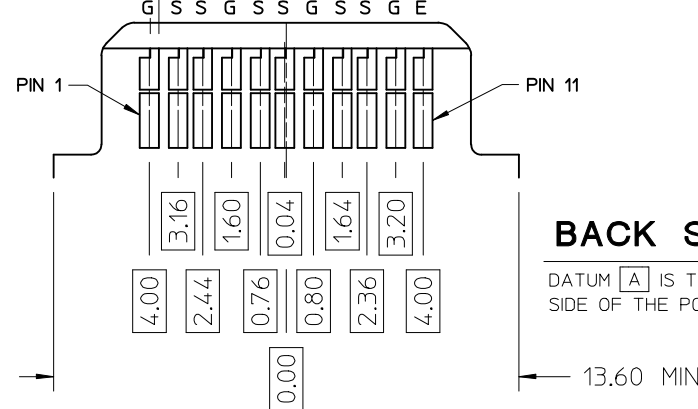 G S S G S S G S S G E
PIN 1
PIN 11
3.16 1.60 0.04 1.64 3.20
BACK S
DATUM A IS T
SIDE OF THE PO
4.00 2.44 0.76 0.80 2.36 4.00
0.00
13.60 MIN